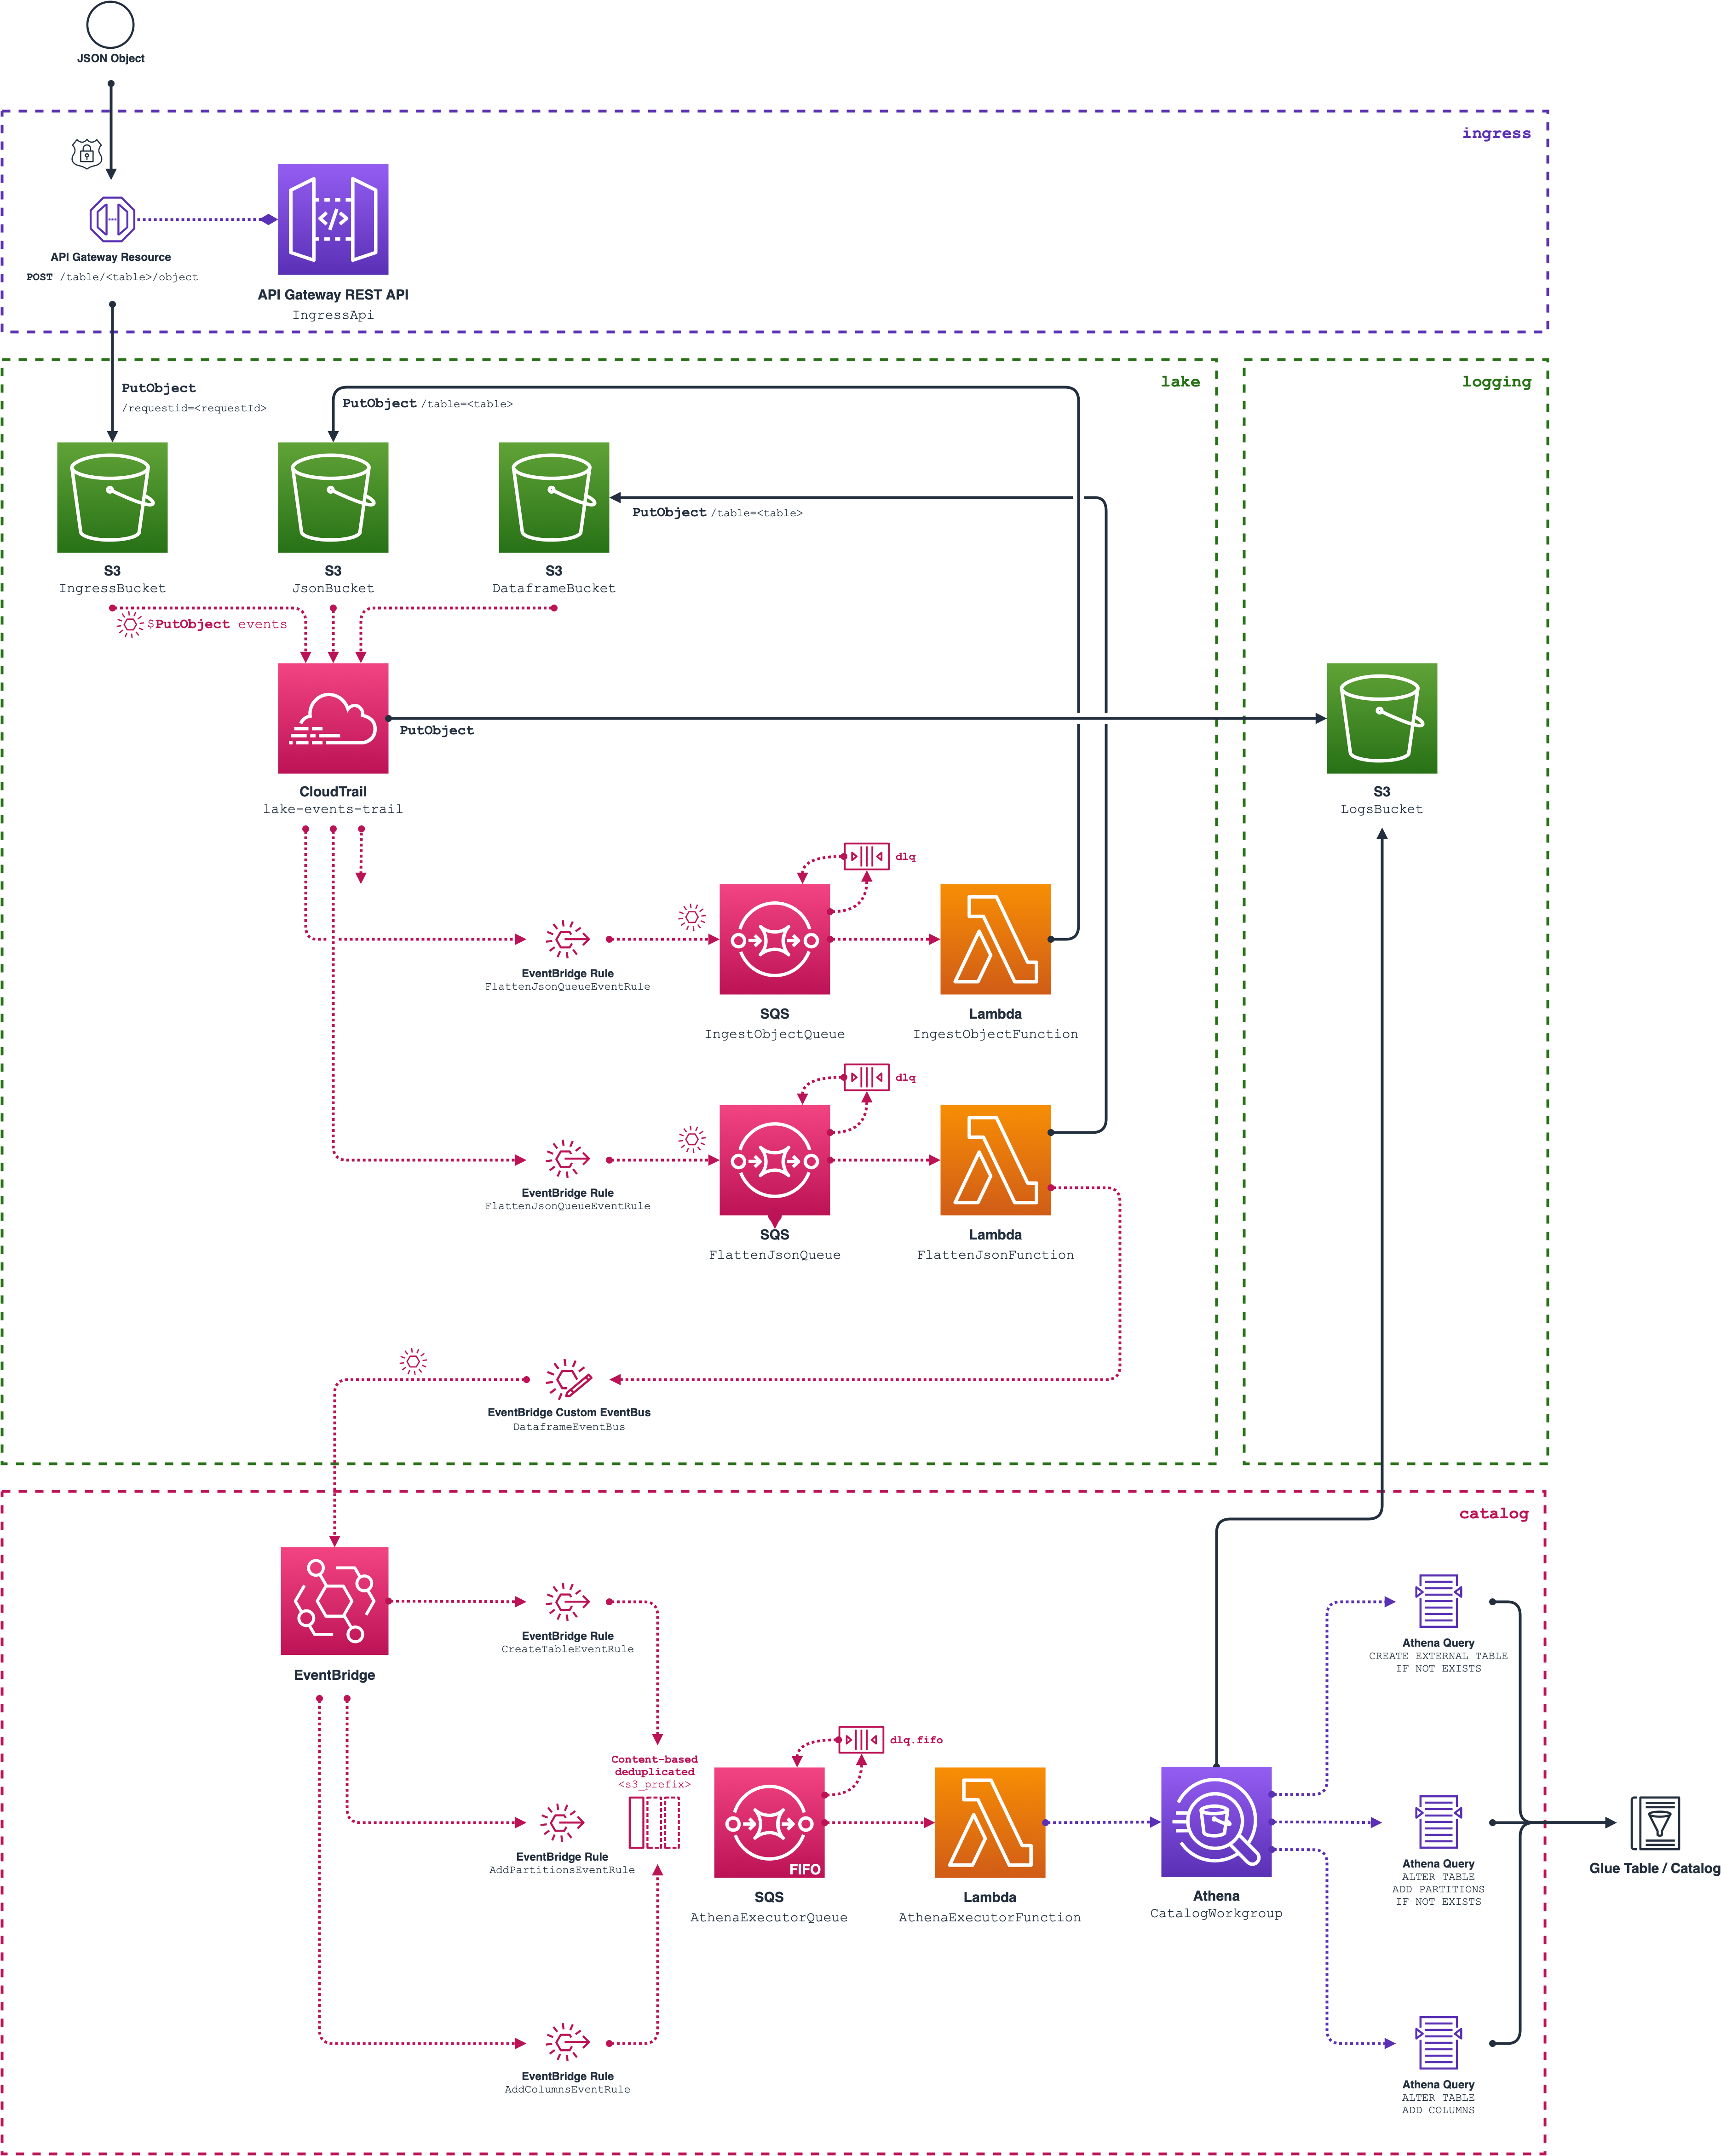 JSON Object
ingress
API Gateway Resource
POST /table/<table>/object
API Gateway REST API
IngressApi
lake
logging
PutObject
/requestid=<requestId>
PutObject /table=<table>
PutObject /table=<table>
S3
IngressBucket
S3
JsonBucket
S3
DataframeBucket
$PutObject events
PutObject
CloudTrail
lake-events-trail
S3
LogsBucket
dlq
EventBridge Rule
FlattenJsonQueueEventRule
SQS
IngestObjectQueue
Lambda
IngestObjectFunction
dlq
EventBridge Rule
FlattenJsonQueueEventRule
SQS
FlattenJsonQueue
Lambda
FlattenJsonFunction
EventBridge Custom EventBus
DataframeEventBus
catalog
EventBridge
EventBridge Rule
CreateTableEventRule
Content-based
deduplicated
<s3_prefix>
EventBridge Rule
AddPartitionsEventRule
dlq.fifo
FIFO
SQS
AthenaExecutorQueue
Lambda
AthenaExecutorFunction
Athena
CatalogWorkgroup
Athena Query
CREATE EXTERNAL TABLE
IF NOT EXISTS
Athena Query
ALTER TABLE
ADD PARTITIONS
IF NOT EXISTS
Glue Table / Catalog
EventBridge Rule
AddColumnsEventRule
Athena Query
ALTER TABLE
ADD COLUMNS